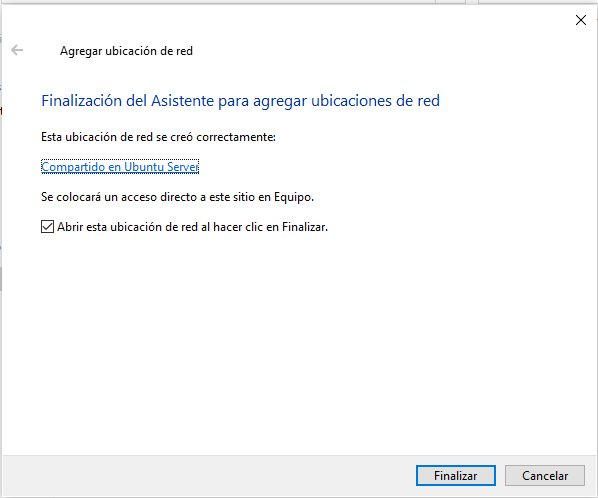 Agregar ubicación de red
Finalización del Asistente para agregar ubicaciones de red
Esta ubicación de red se creó correctamente:
Compartido en Ubuntu Server
Se colocará un acceso directo a este sitio en Equipo.
Abrir esta ubicación de red al hacer clic en Finalizar.
Finalizar
Cancelar